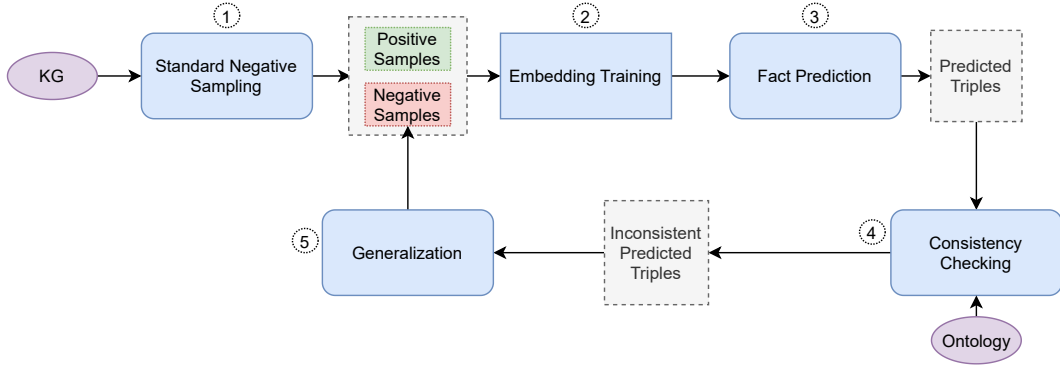 1
2
3
KG
Standard Negative
Sampling
Positive
Samples
Negative
Samples
Embedding Training
Fact Prediction
Predicted
Triples
5
Generalization
Inconsistent
Predicted
Triples
4
Consistency
Checking
Ontology